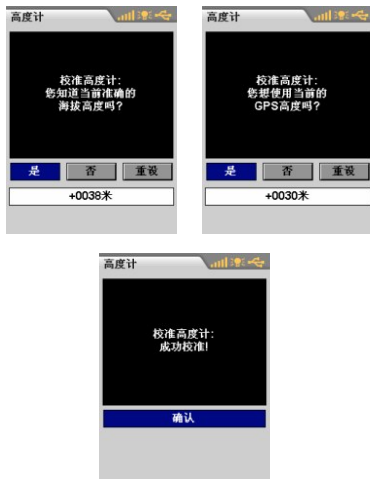 高度计
校准高度计:
您知道当前准确的
海拔高度吗?
是 否 重设
+0038米
高度计
校准高度计:
您想使用当前的
GPS高度吗?
是 否 重设
+0030米
高度计
校准高度计:
成功校准!
确认